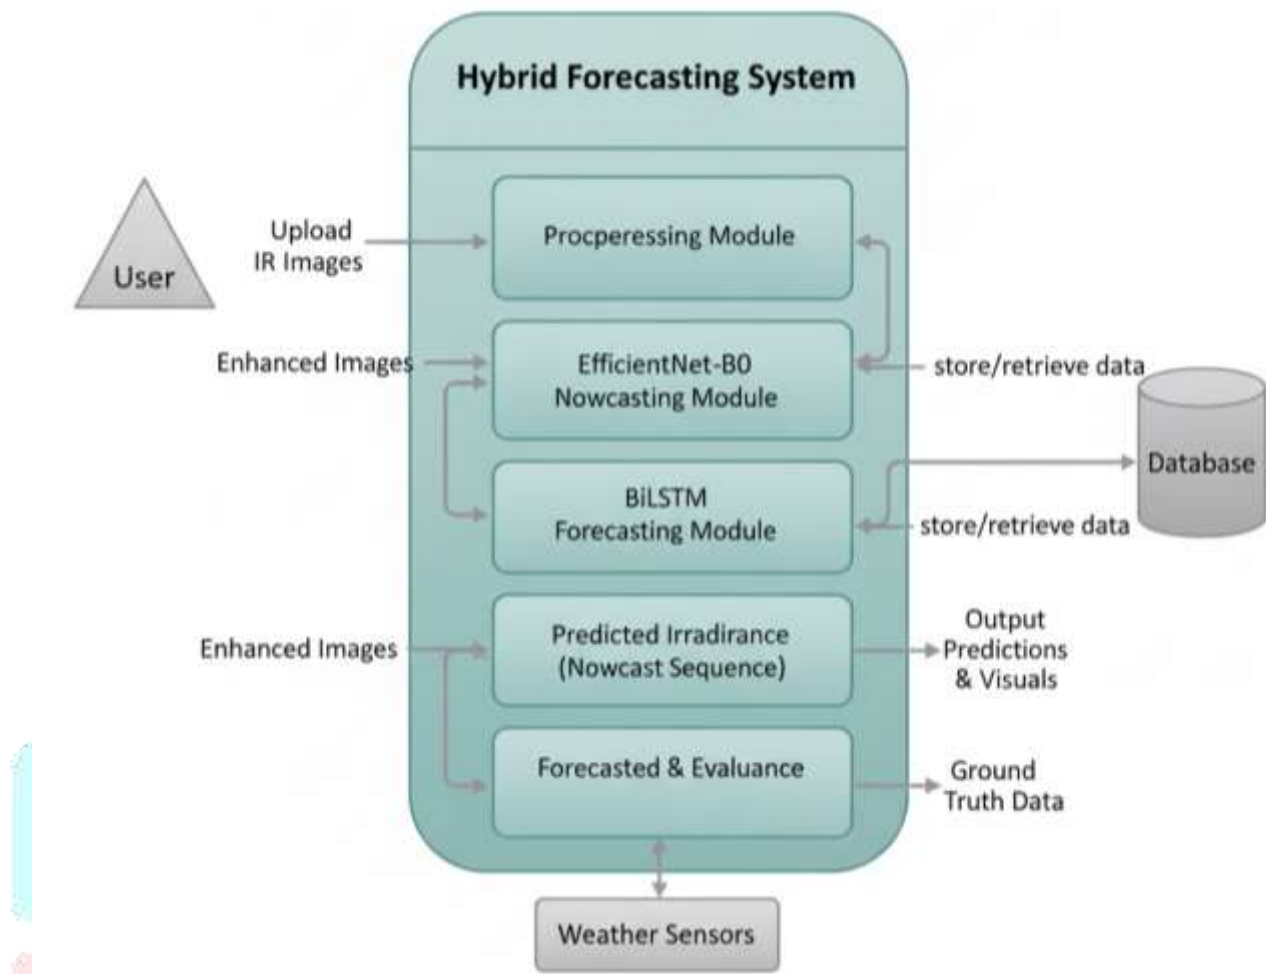 Hybrid Forecasting System
User
Upload
IR Images
Procperessing Module
Enhanced Images
EfficientNet-B0
Nowcasting Module
store/retrieve data
Database
BiLSTM
Forecasting Module
store/retrieve data
Enhanced Images
Predicted Irradirance
(Nowcast Sequence)
Output
Predictions
& Visuals
Forecasted & Evaluance
Ground
Truth Data
Weather Sensors